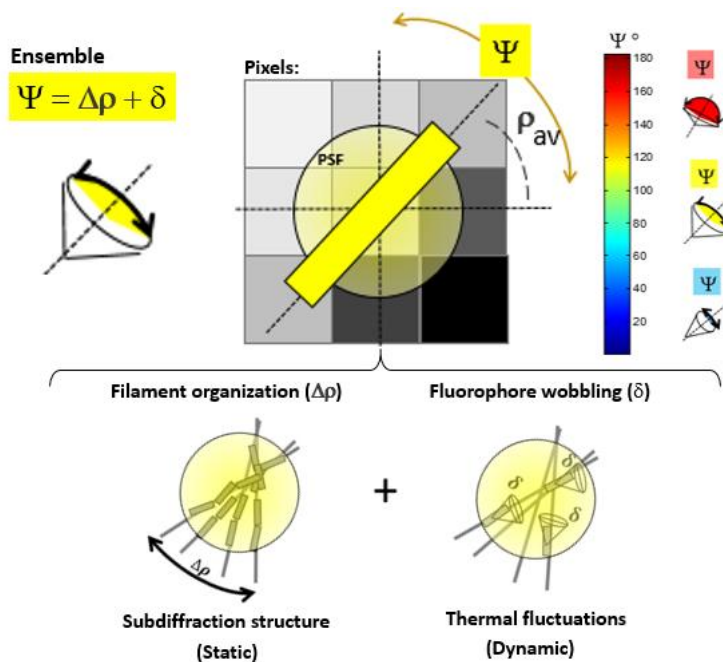 Ensemble
Ψ = Δρ + δ
Pixels:
PSF
Ψ
ρav
Ψ °
180
160
140
120
100
80
60
40
20
Ψ
Ψ
Ψ
Filament organization (Δρ)
Fluorophore wobbling (δ)
Δρ
+
δ
δ
δ
Subdiffraction structure
(Static)
Thermal fluctuations
(Dynamic)